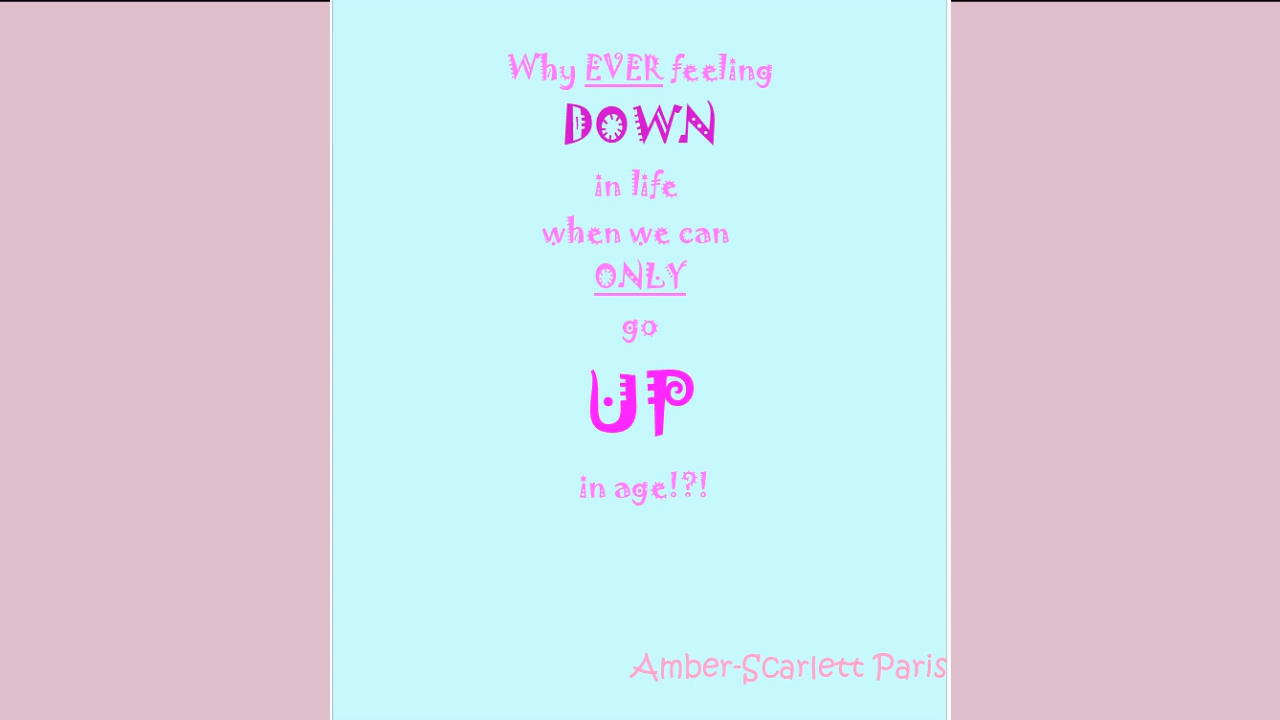 Why EVER feeling
DOWN
in life
when we can
ONLY
go
UP
in age!?!
Amber-Scarlett Paris